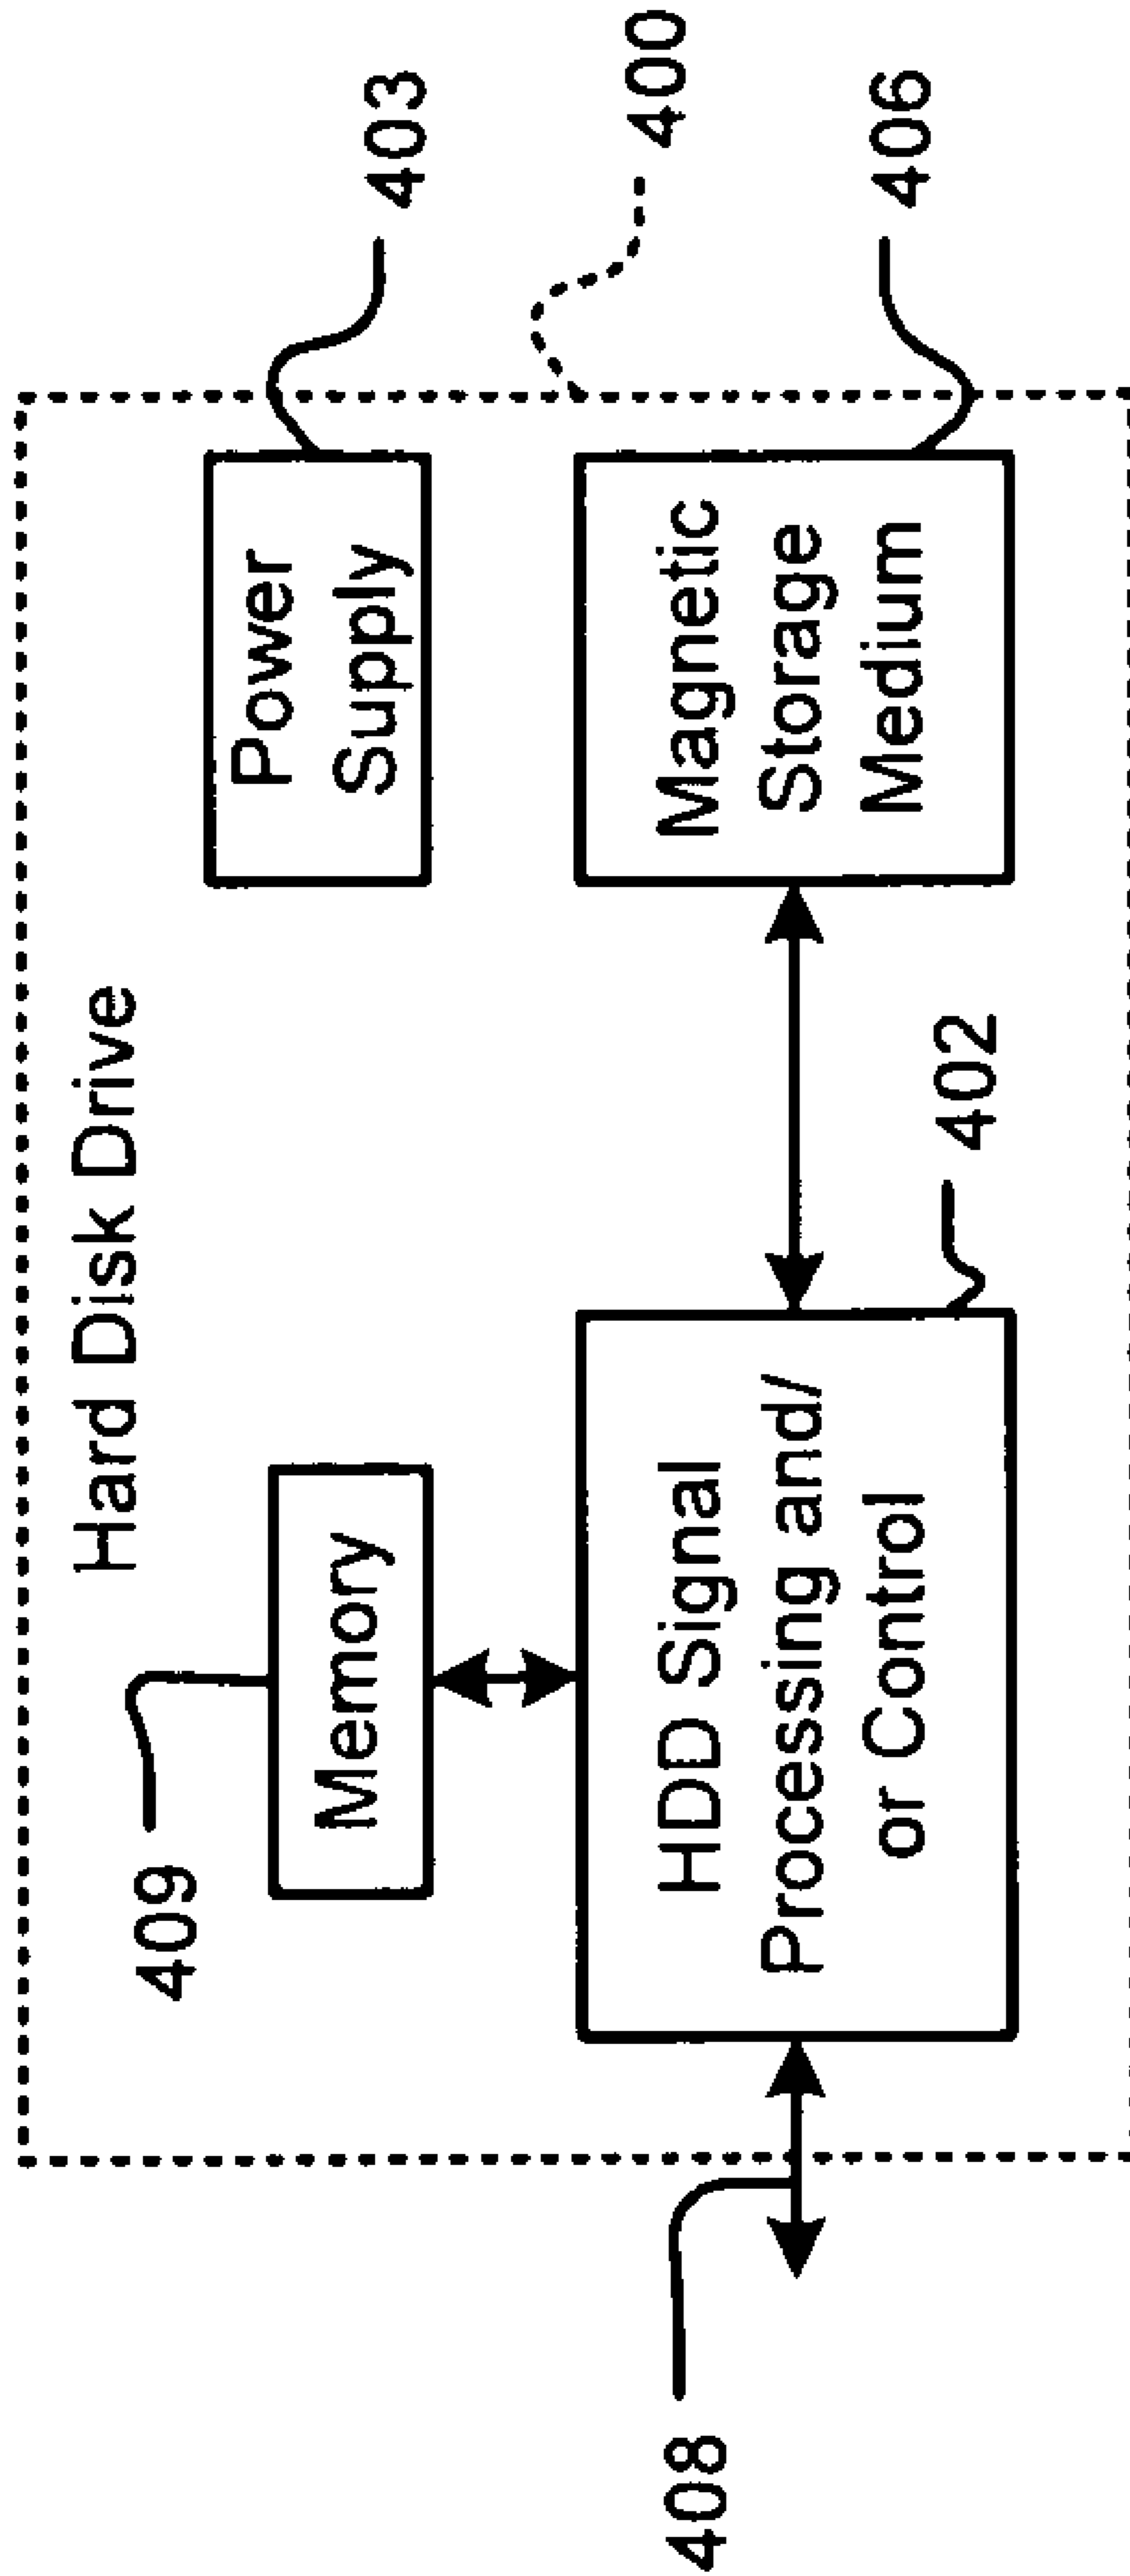 Hard Disk Drive
409
Memory
Power
Supply
403
400
408
HDD Signal
Processing and/
or Control
402
Magnetic
Storage
Medium
406